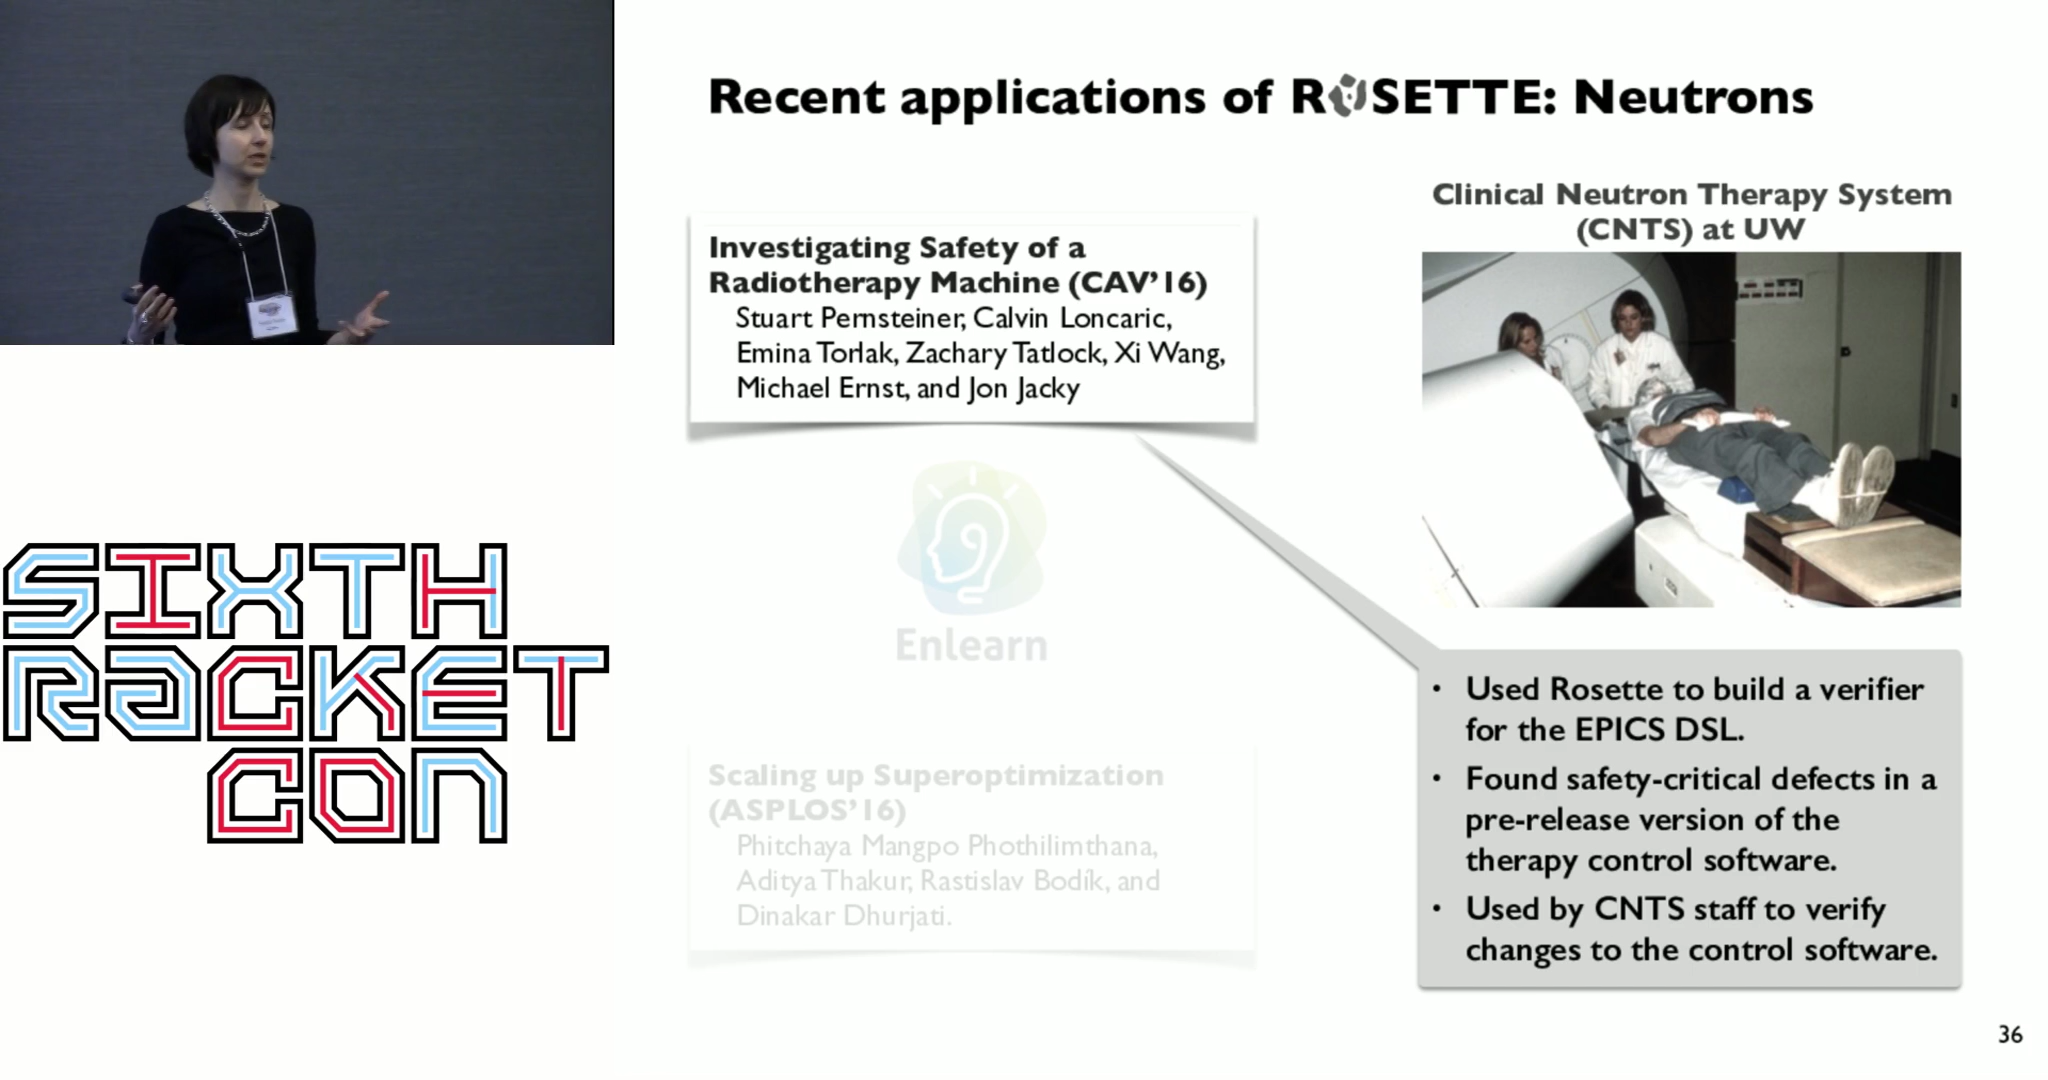 Recent applications of ROSETTE: Neutrons
Clinical Neutron Therapy System
(CNTS) at UW
Investigating Safety of a
Radiotherapy Machine (CAV'16)
Stuart Pernsteiner, Calvin Loncaric,
Emina Torlak, Zachary Tatlock, Xi Wang,
Michael Ernst, and Jon Jacky
Enlearn
Scaling up Superoptimization
(ASPLOS'16)
Phitchaya Mangpo Phothilimthana,
Aditya Thakur, Rastislav Bodík, and
Dinakar Dhurjati.
• Used Rosette to build a verifier
for the EPICS DSL.
• Found safety-critical defects in a
pre-release version of the
therapy control software.
• Used by CNTS staff to verify
changes to the control software.
SIXTH
RACKET
CON
36